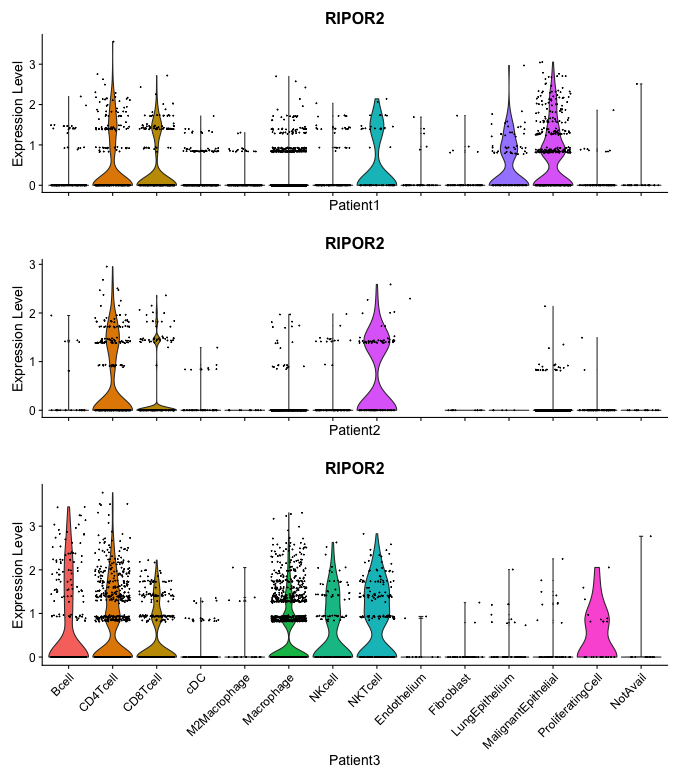 RIPOR2
Expression Level
3
2
1
0
Patient1
RIPOR2
Expression Level
3
2
1
0
Patient2
RIPOR2
Expression Level
3
2
1
0
Bcell
CD4Tcell
CD8Tcell
cDC
M2Macrophage
Macrophage
NKcell
NKTcell
Endothelium
Fibroblast
LungEpithelium
MalignantEpithelial
ProliferatingCell
NotAvail
Patient3